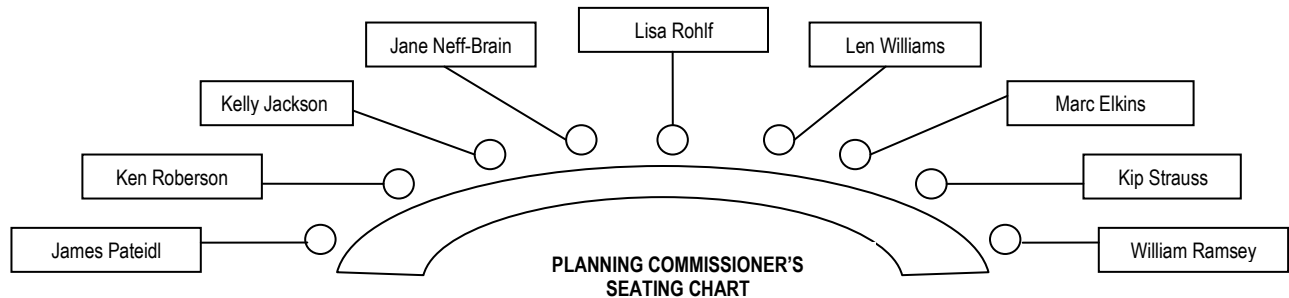 Lisa Rohlf
Jane Neff-Brain
Len Williams
Kelly Jackson
Marc Elkins
Ken Roberson
Kip Strauss
James Pateidl
William Ramsey
PLANNING COMMISSIONER'S
SEATING CHART